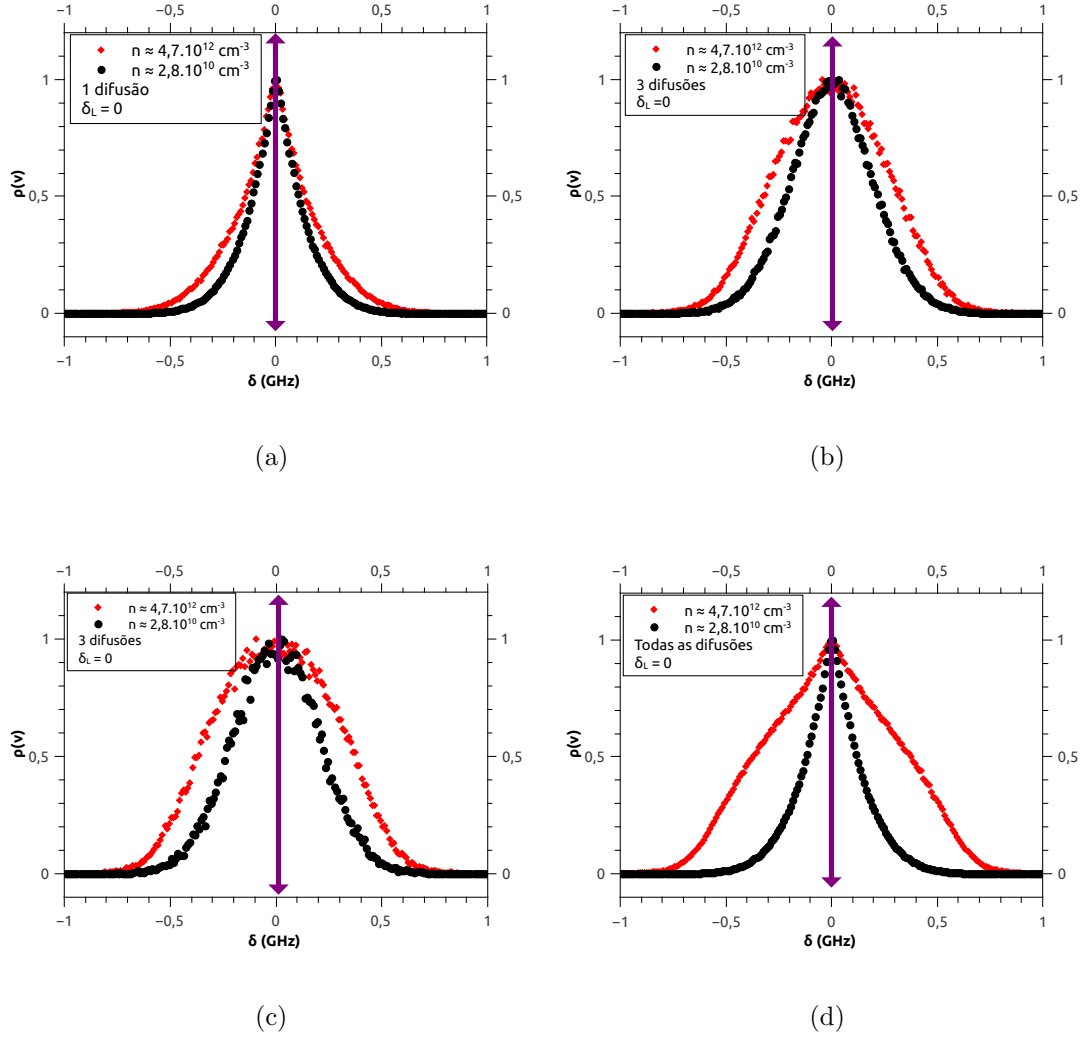 −1 −0,5 0 0,5 1
n ≈ 4,7.10¹² cm⁻³
n ≈ 2,8.10¹⁰ cm⁻³
1 difusão
δL = 0
1 1
ρ(ν)
0,5 0,5
0 0
−1 −0,5 0 0,5 1
δ (GHz)
(a)
−1 −0,5 0 0,5 1
n ≈ 4,7.10¹² cm⁻³
n ≈ 2,8.10¹⁰ cm⁻³
3 difusões
δL =0
1 1
ρ(ν)
0,5 0,5
0 0
−1 −0,5 0 0,5 1
δ (GHz)
(b)
−1 −0,5 0 0,5 1
n ≈ 4,7.10¹² cm⁻³
n ≈ 2,8.10¹⁰ cm⁻³
3 difusões
δL = 0
1 1
ρ(ν)
0,5 0,5
0 0
−1 −0,5 0 0,5 1
δ (GHz)
(c)
−1 −0,5 0 0,5 1
n ≈ 4,7.10¹² cm⁻³
n ≈ 2,8.10¹⁰ cm⁻³
Todas as difusões
δL = 0
1 1
ρ(ν)
0,5 0,5
0 0
−1 −0,5 0 0,5 1
δ (GHz)
(d)